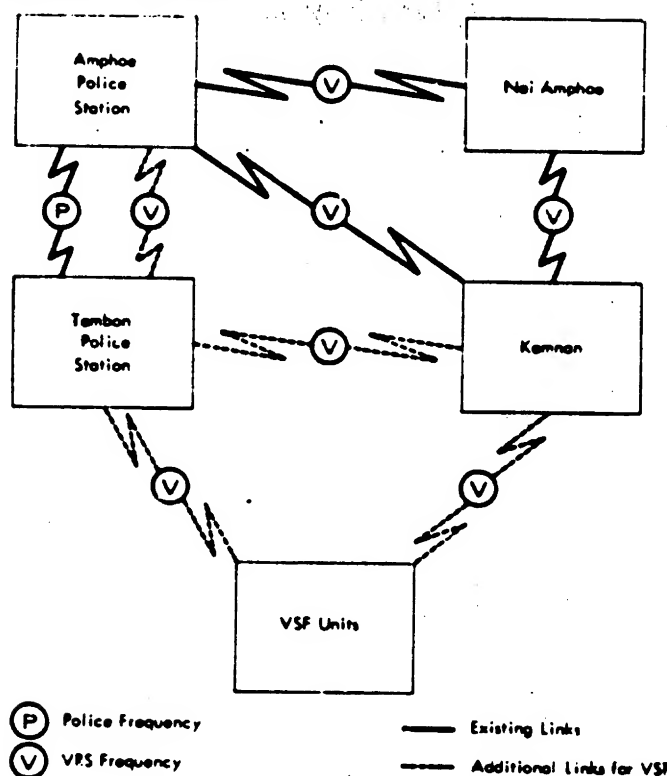 Amphoe
Police
Station
V
Nai Amphoe
P
V
V
V
Tambon
Police
Station
V
Kamnan
V
V
VSF Units
P Police Frequency
V VRS Frequency
Existing Links
Additional Links for VSF